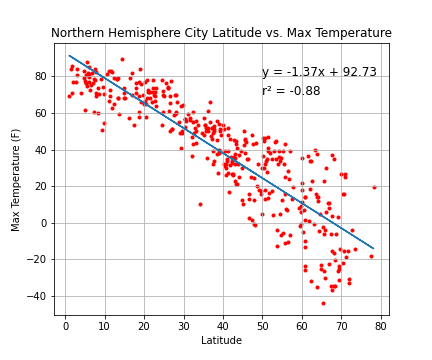 Northern Hemisphere City Latitude vs. Max Temperature
y = -1.37x + 92.73
r² = -0.88
Max Temperature (F)
80
60
40
20
0
−20
−40
0 10 20 30 40 50 60 70 80
Latitude